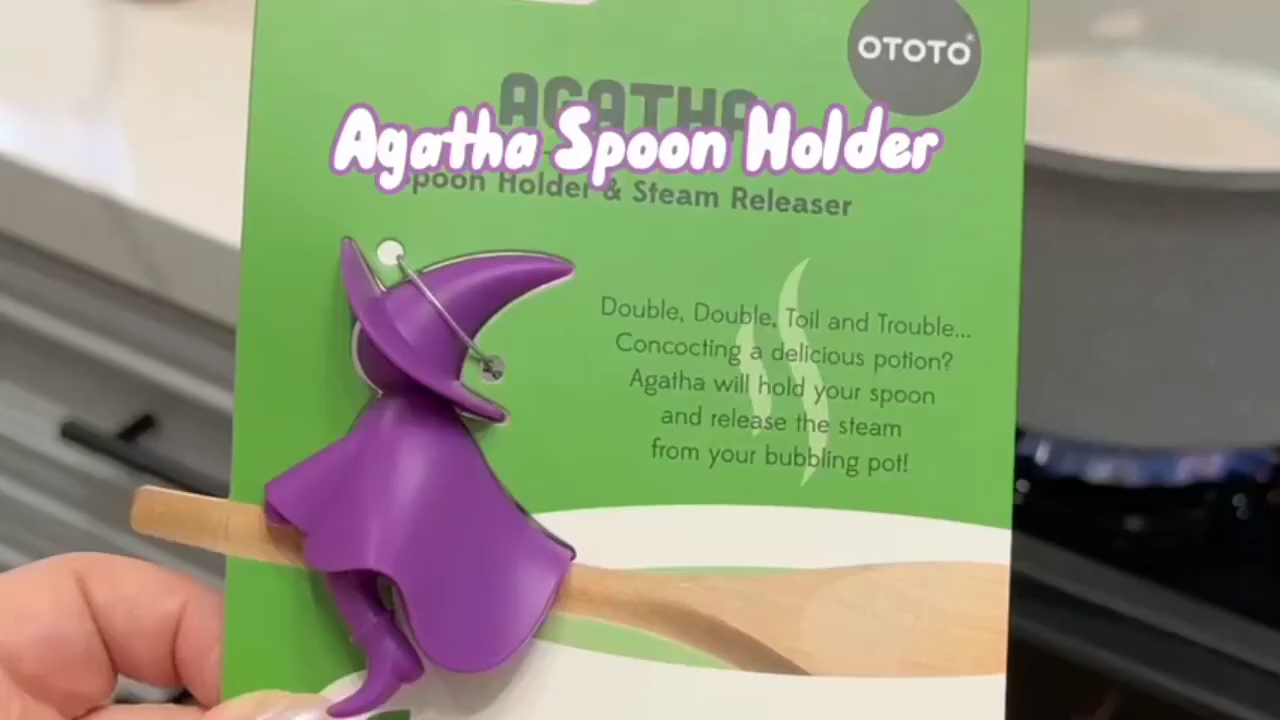 OTOTO
AGATHA
Agatha Spoon Holder
Spoon Holder & Steam Releaser
Double, Double, Toil and Trouble...
Concocting a delicious potion?
Agatha will hold your spoon
and release the steam
from your bubbling pot!